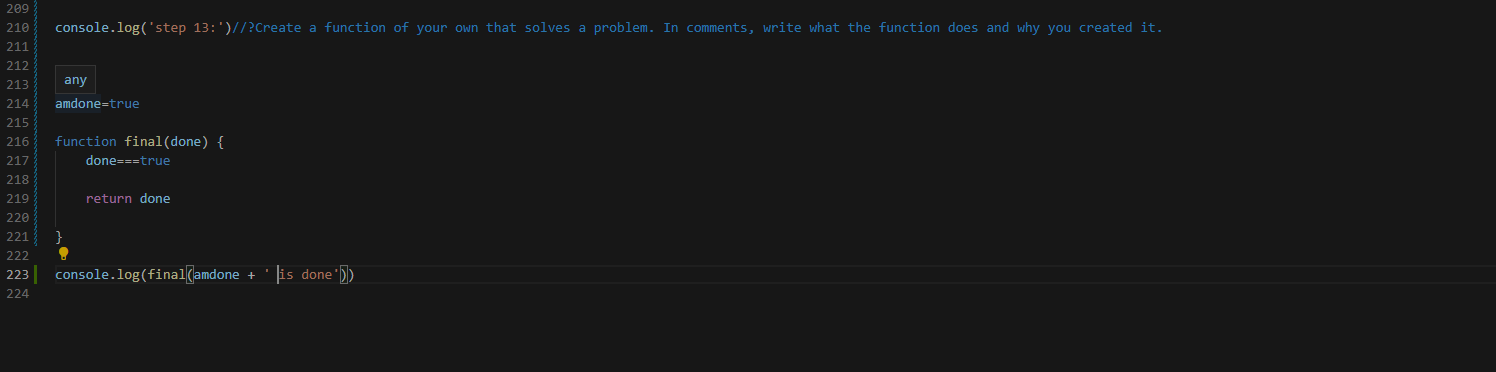 209
210 console.log('step 13:')//?Create a function of your own that solves a problem. In comments, write what the function does and why you created it.
211
212
any
213
214 amdone=true
215
216 function final(done) {
217 done===true
218
219 return done
220
221 }
222
223 console.log(final(amdone + ' is done'))
224